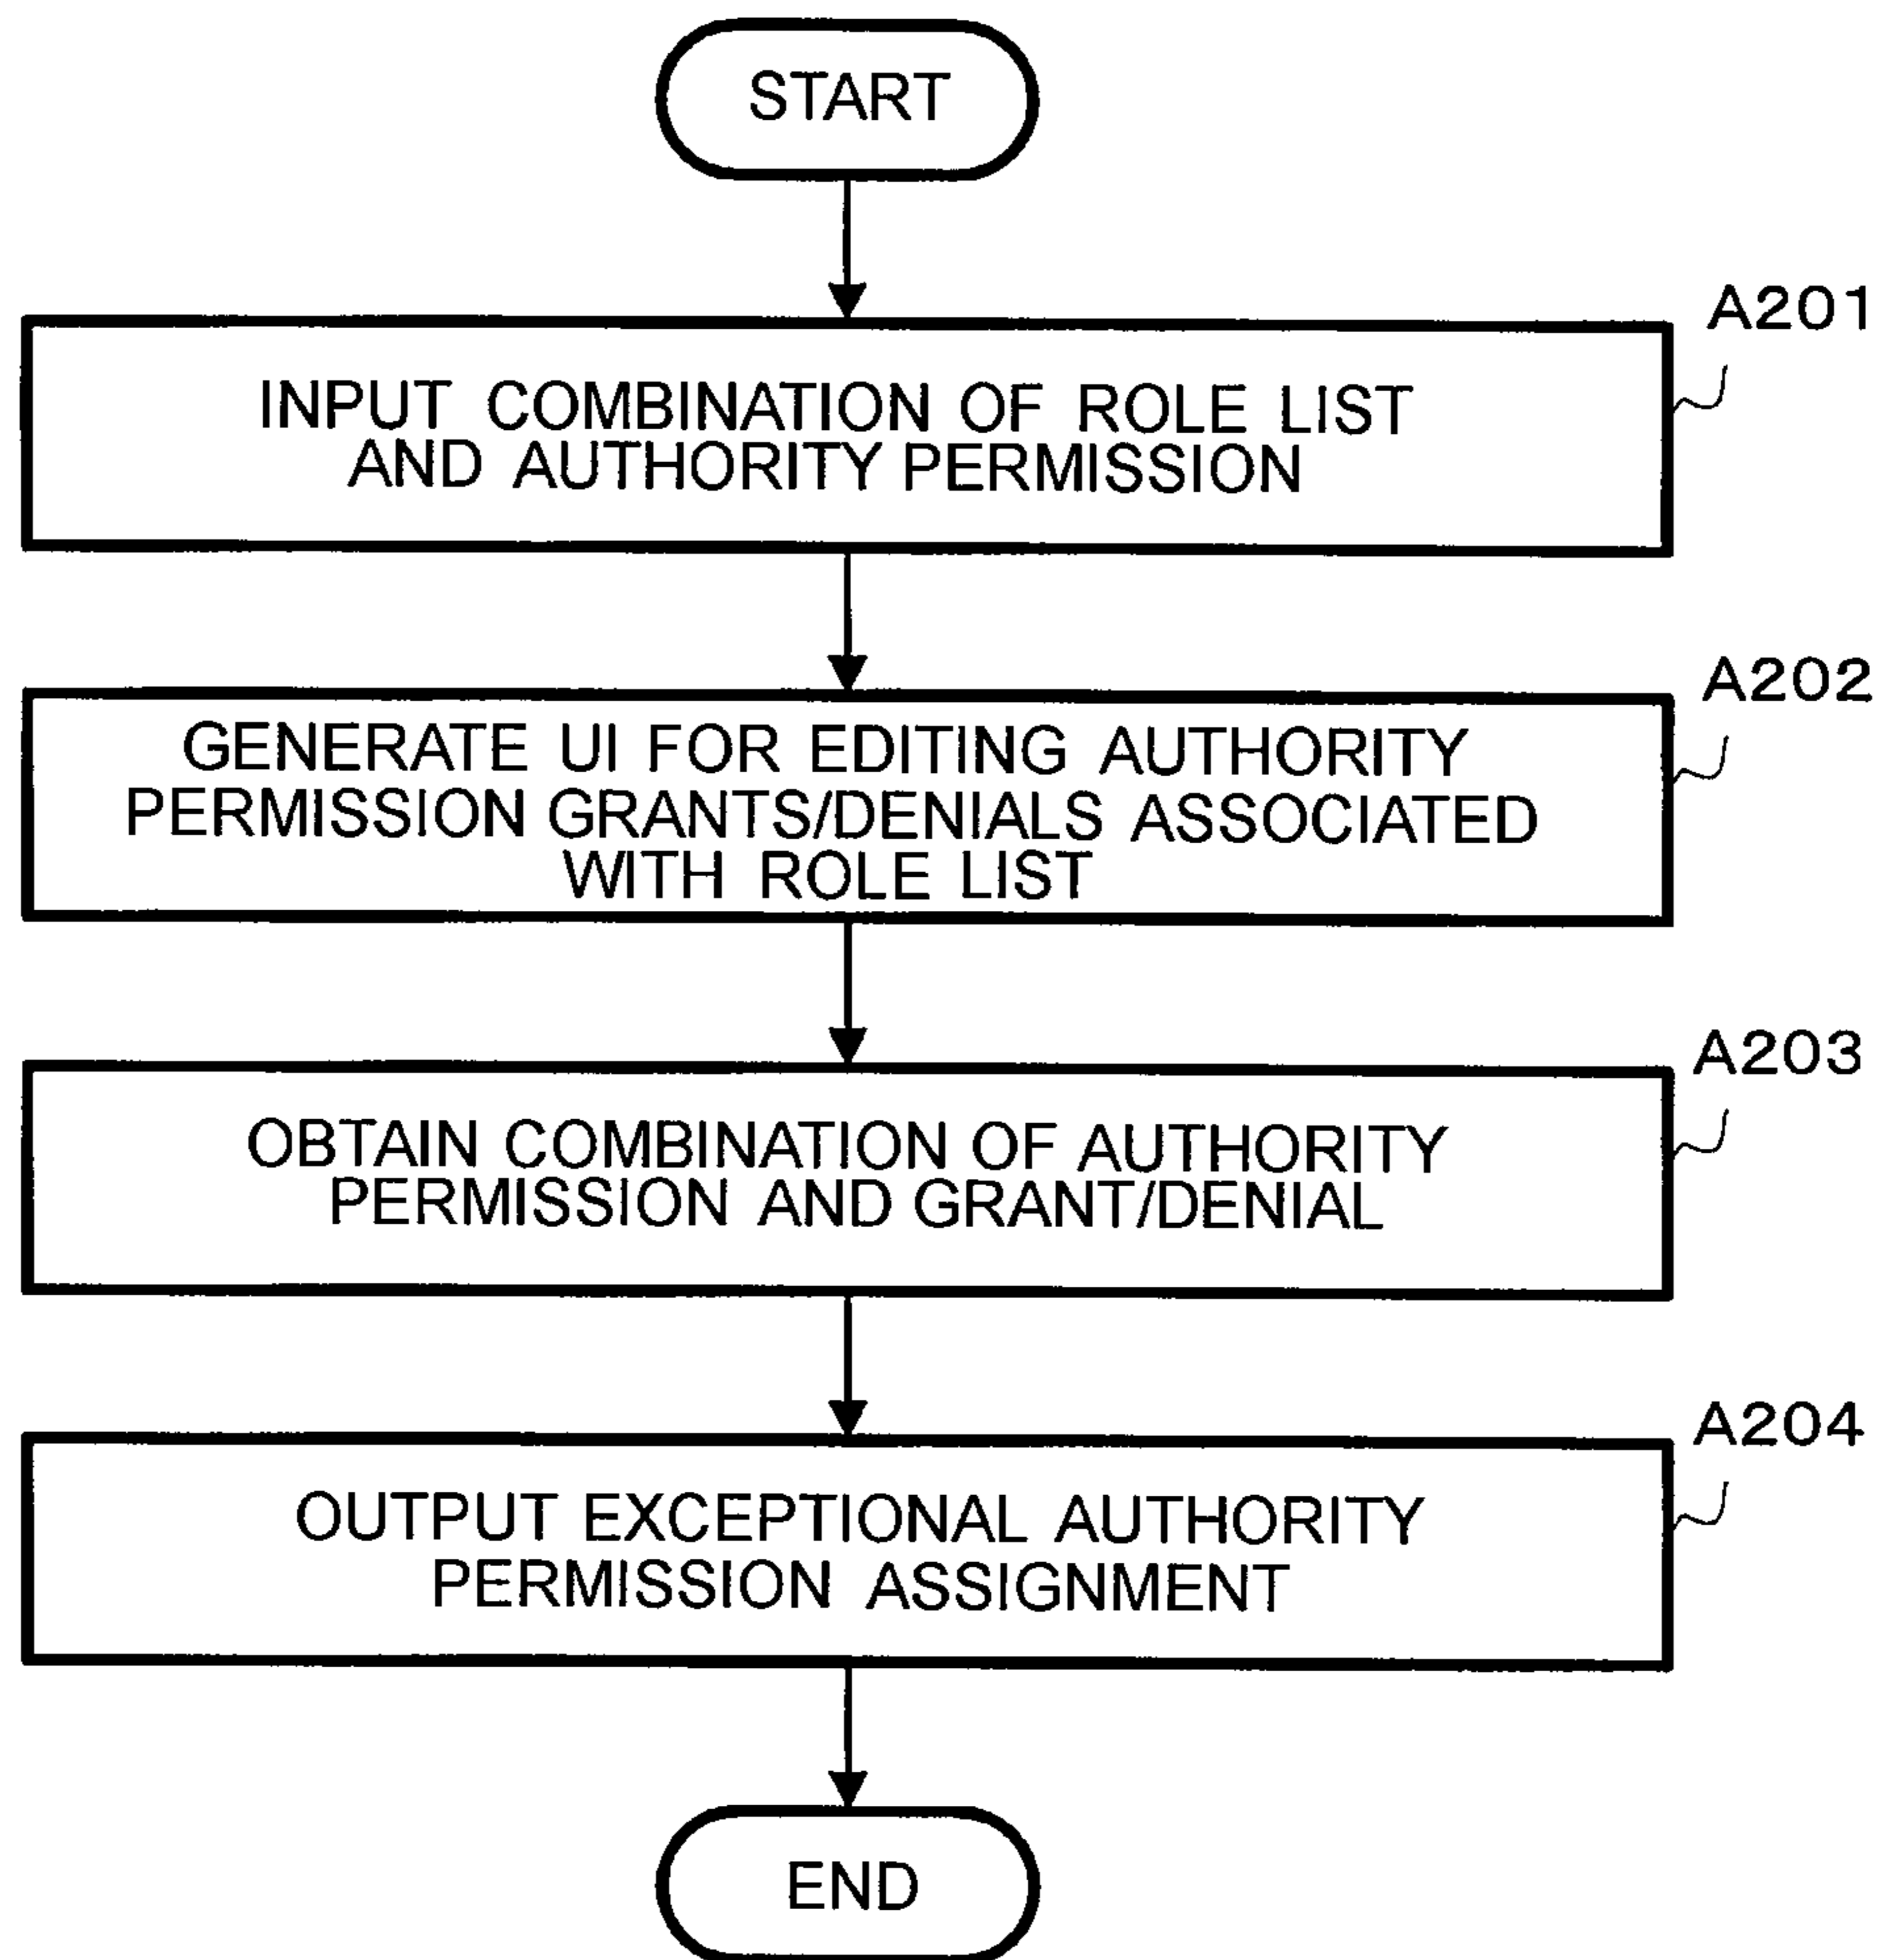 START
A201
INPUT COMBINATION OF ROLE LIST
AND AUTHORITY PERMISSION
A202
GENERATE UI FOR EDITING AUTHORITY
PERMISSION GRANTS/DENIALS ASSOCIATED
WITH ROLE LIST
A203
OBTAIN COMBINATION OF AUTHORITY
PERMISSION AND GRANT/DENIAL
A204
OUTPUT EXCEPTIONAL AUTHORITY
PERMISSION ASSIGNMENT
END